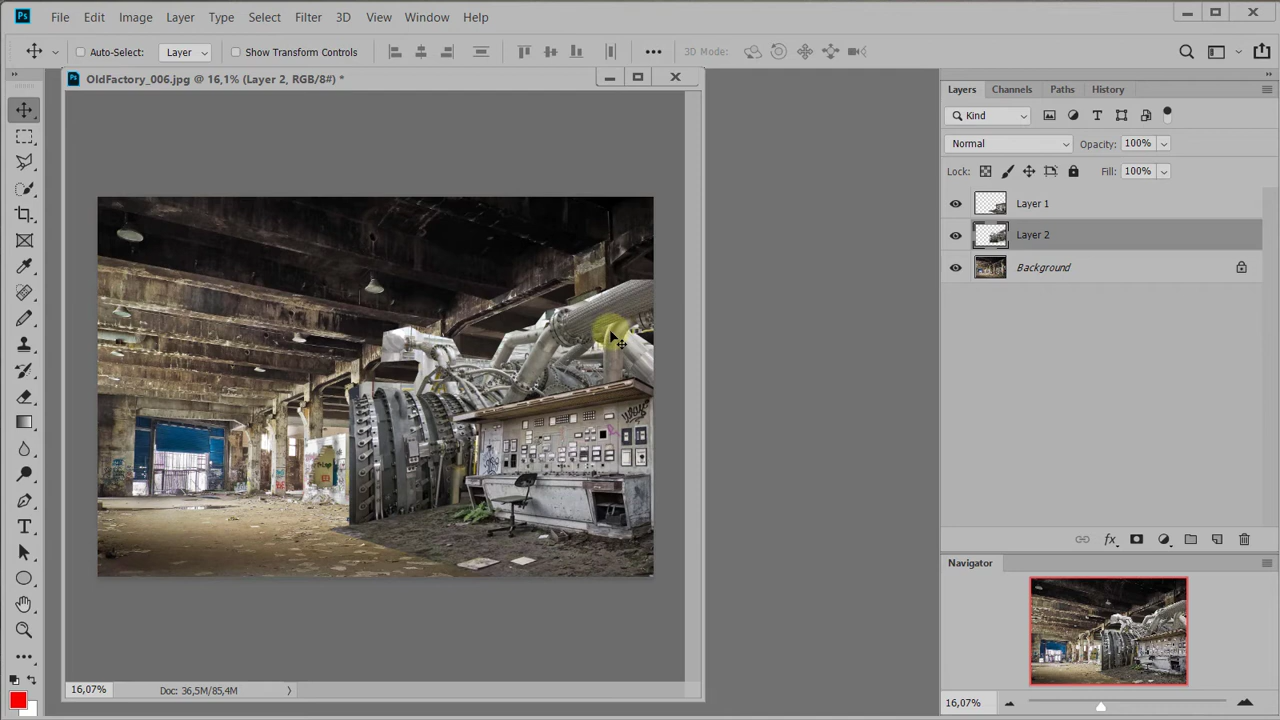 Ps File Edit Image Layer Type Select Filter 3D View Window Help
Auto-Select: Layer Show Transform Controls 3D Mode:
OldFactory_006.jpg @ 16,1% (Layer 2, RGB/8#) *
Layers Channels Paths History
Kind
Normal Opacity: 100%
Lock: Fill: 100%
Layer 1
Layer 2
Background
fx
Navigator
16,07% Doc: 36,5M/85,4M
16,07%